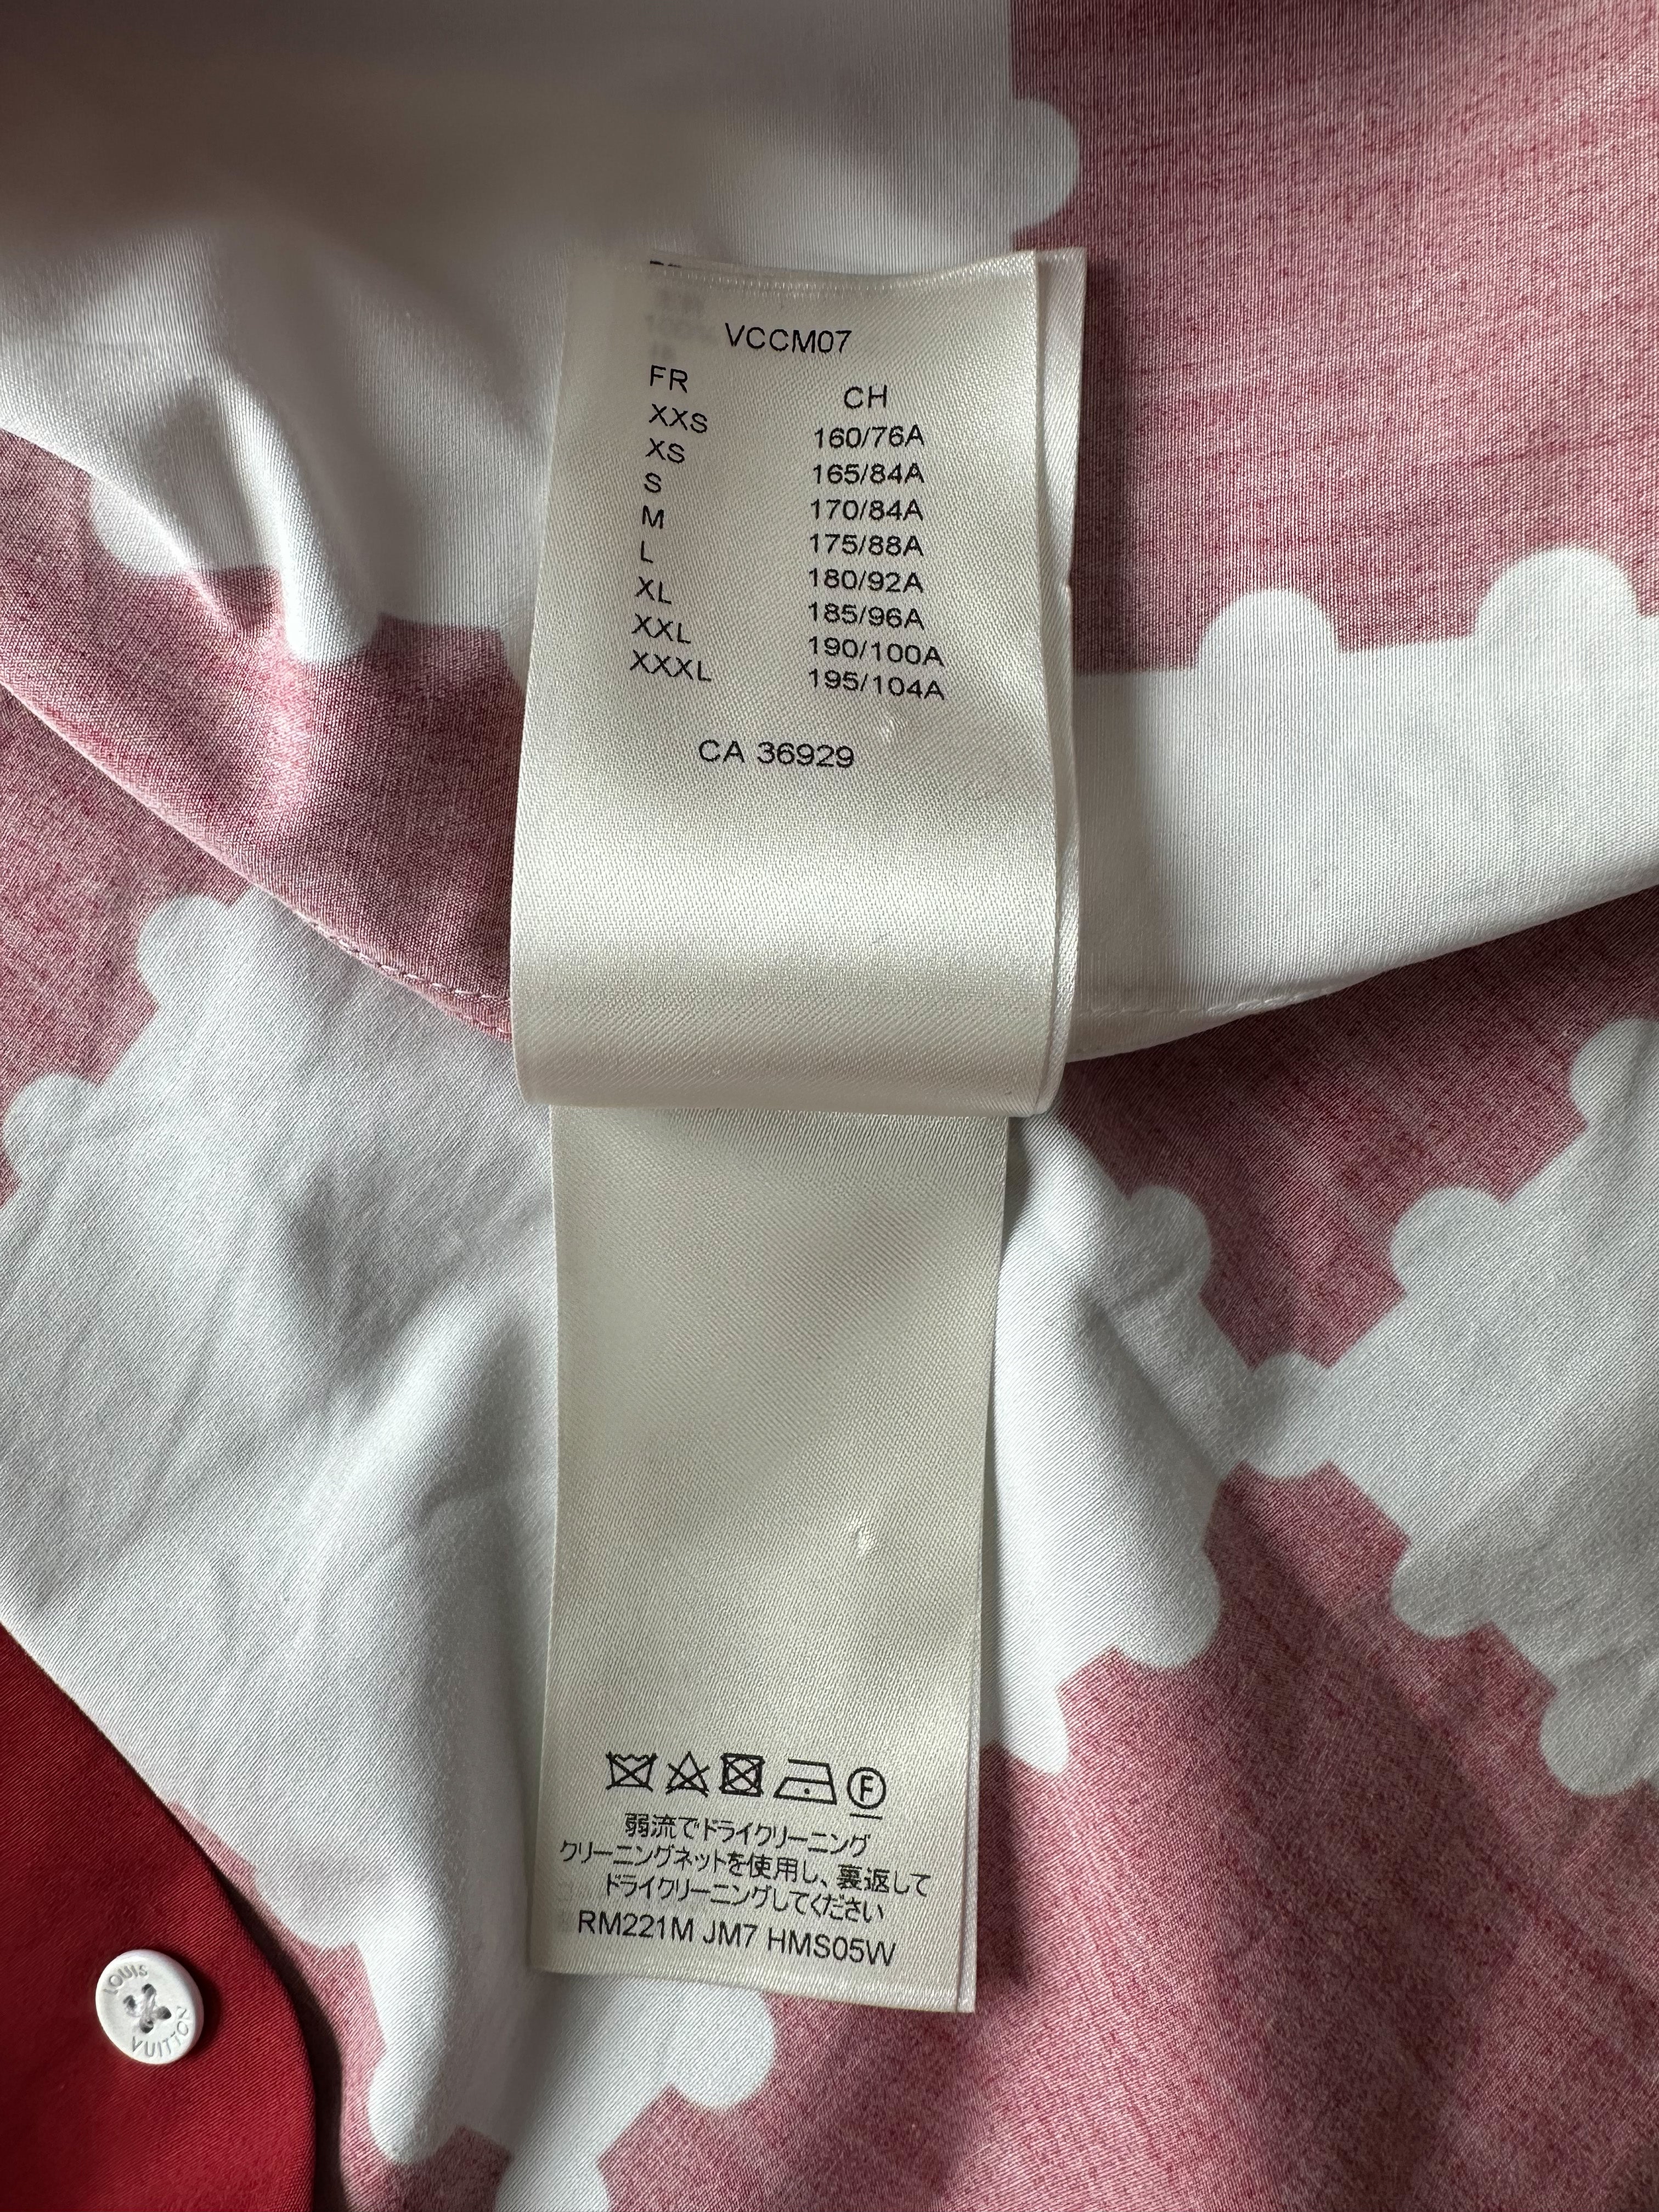 VCCM07
FR CH
XXS 160/76A
XS 165/84A
S 170/84A
M 175/88A
L 180/92A
XL 185/96A
XXL 190/100A
XXXL 195/104A
CA 36929
F
弱流でドライクリーニング
クリーニングネットを使用し、裏返して
ドライクリーニングしてください
RM221M JM7 HMS05W
LOUIS
VUITTON